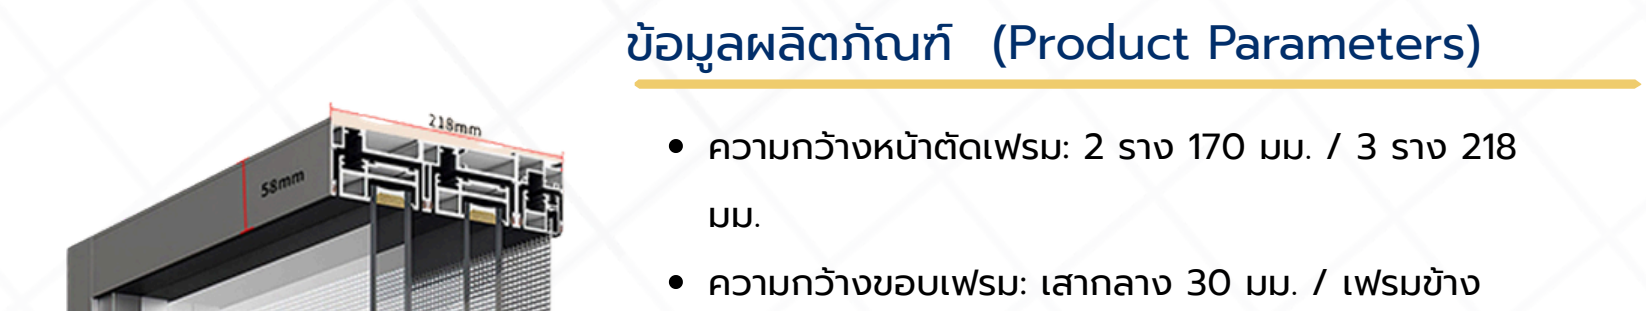 ข้อมูลผลิตภัณฑ์ (Product Parameters)
218mm
58mm
• ความกว้างหน้าตัดเฟรม: 2 ราง 170 มม. / 3 ราง 218
มม.
• ความกว้างขอบเฟรม: เสากลาง 30 มม. / เฟรมข้าง